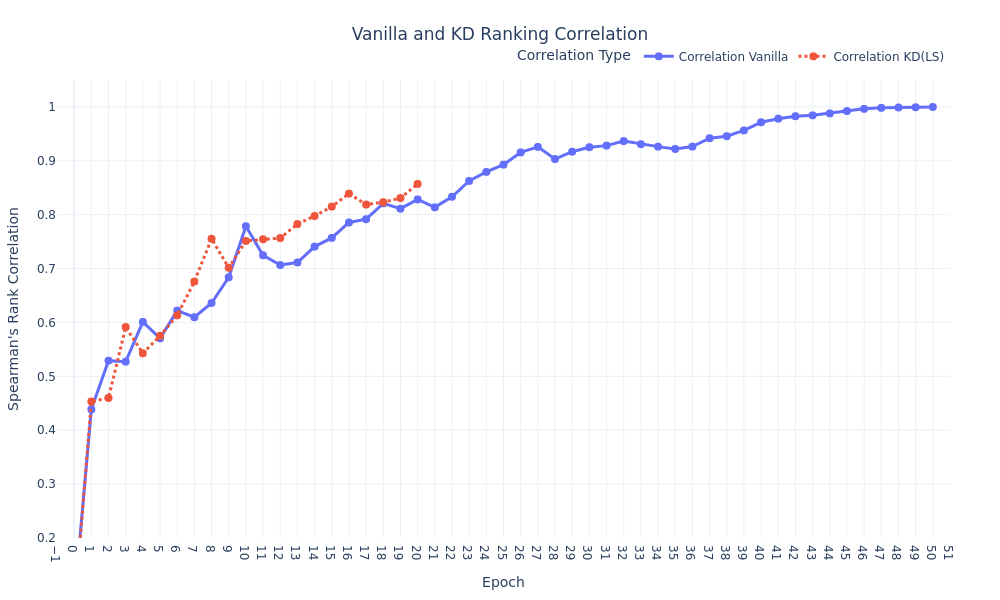 Vanilla and KD Ranking Correlation
Correlation Type Correlation Vanilla Correlation KD(LS)
Spearman's Rank Correlation
1
0.9
0.8
0.7
0.6
0.5
0.4
0.3
0.2
−1 0 1 2 3 4 5 6 7 8 9 10 11 12 13 14 15 16 17 18 19 20 21 22 23 24 25 26 27 28 29 30 31 32 33 34 35 36 37 38 39 40 41 42 43 44 45 46 47 48 49 50 51
Epoch